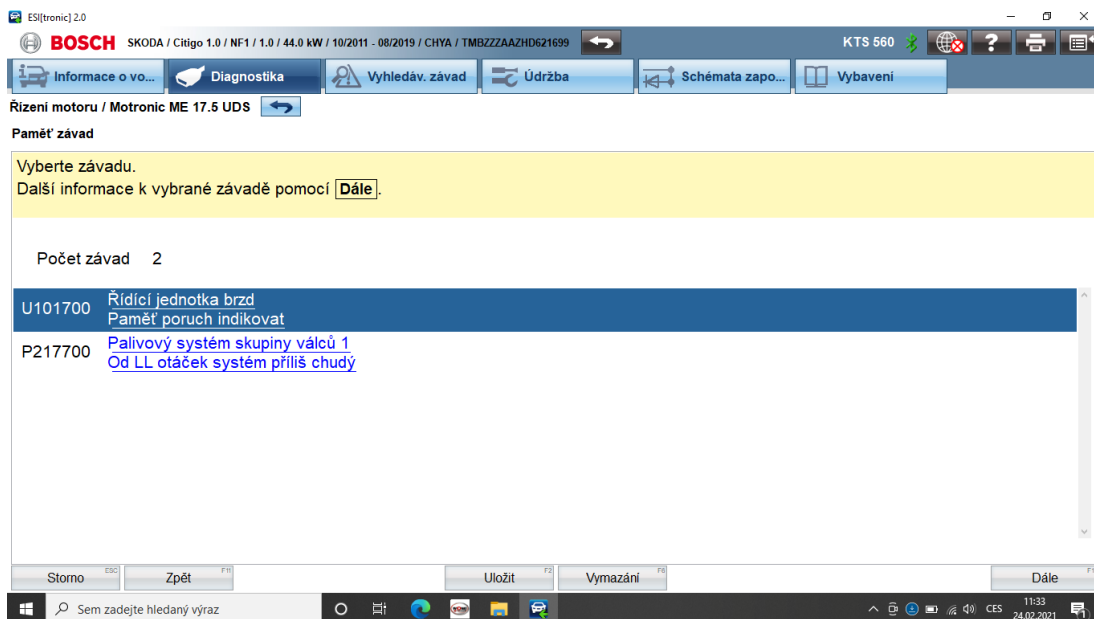 ESI[tronic] 2.0
BOSCH SKODA / Citigo 1.0 / NF1 / 1.0 / 44.0 kW / 10/2011 - 08/2019 / CHYA / TMBZZZAAZHD621699 KTS 560 ?
Informace o vo... Diagnostika Vyhledáv. závad Údržba Schémata zapo... Vybavení
Řízení motoru / Motronic ME 17.5 UDS
Paměť závad
Vyberte závadu.
Další informace k vybrané závadě pomocí Dále.
Počet závad 2
U101700 Řídící jednotka brzd
Paměť poruch indikovat
P217700 Palivový systém skupiny válců 1
Od LL otáček systém příliš chudý
Storno ESC Zpět F11 Uložit F2 Vymazání F8 Dále
Sem zadejte hledaný výraz CES 11:33
24.02.2021